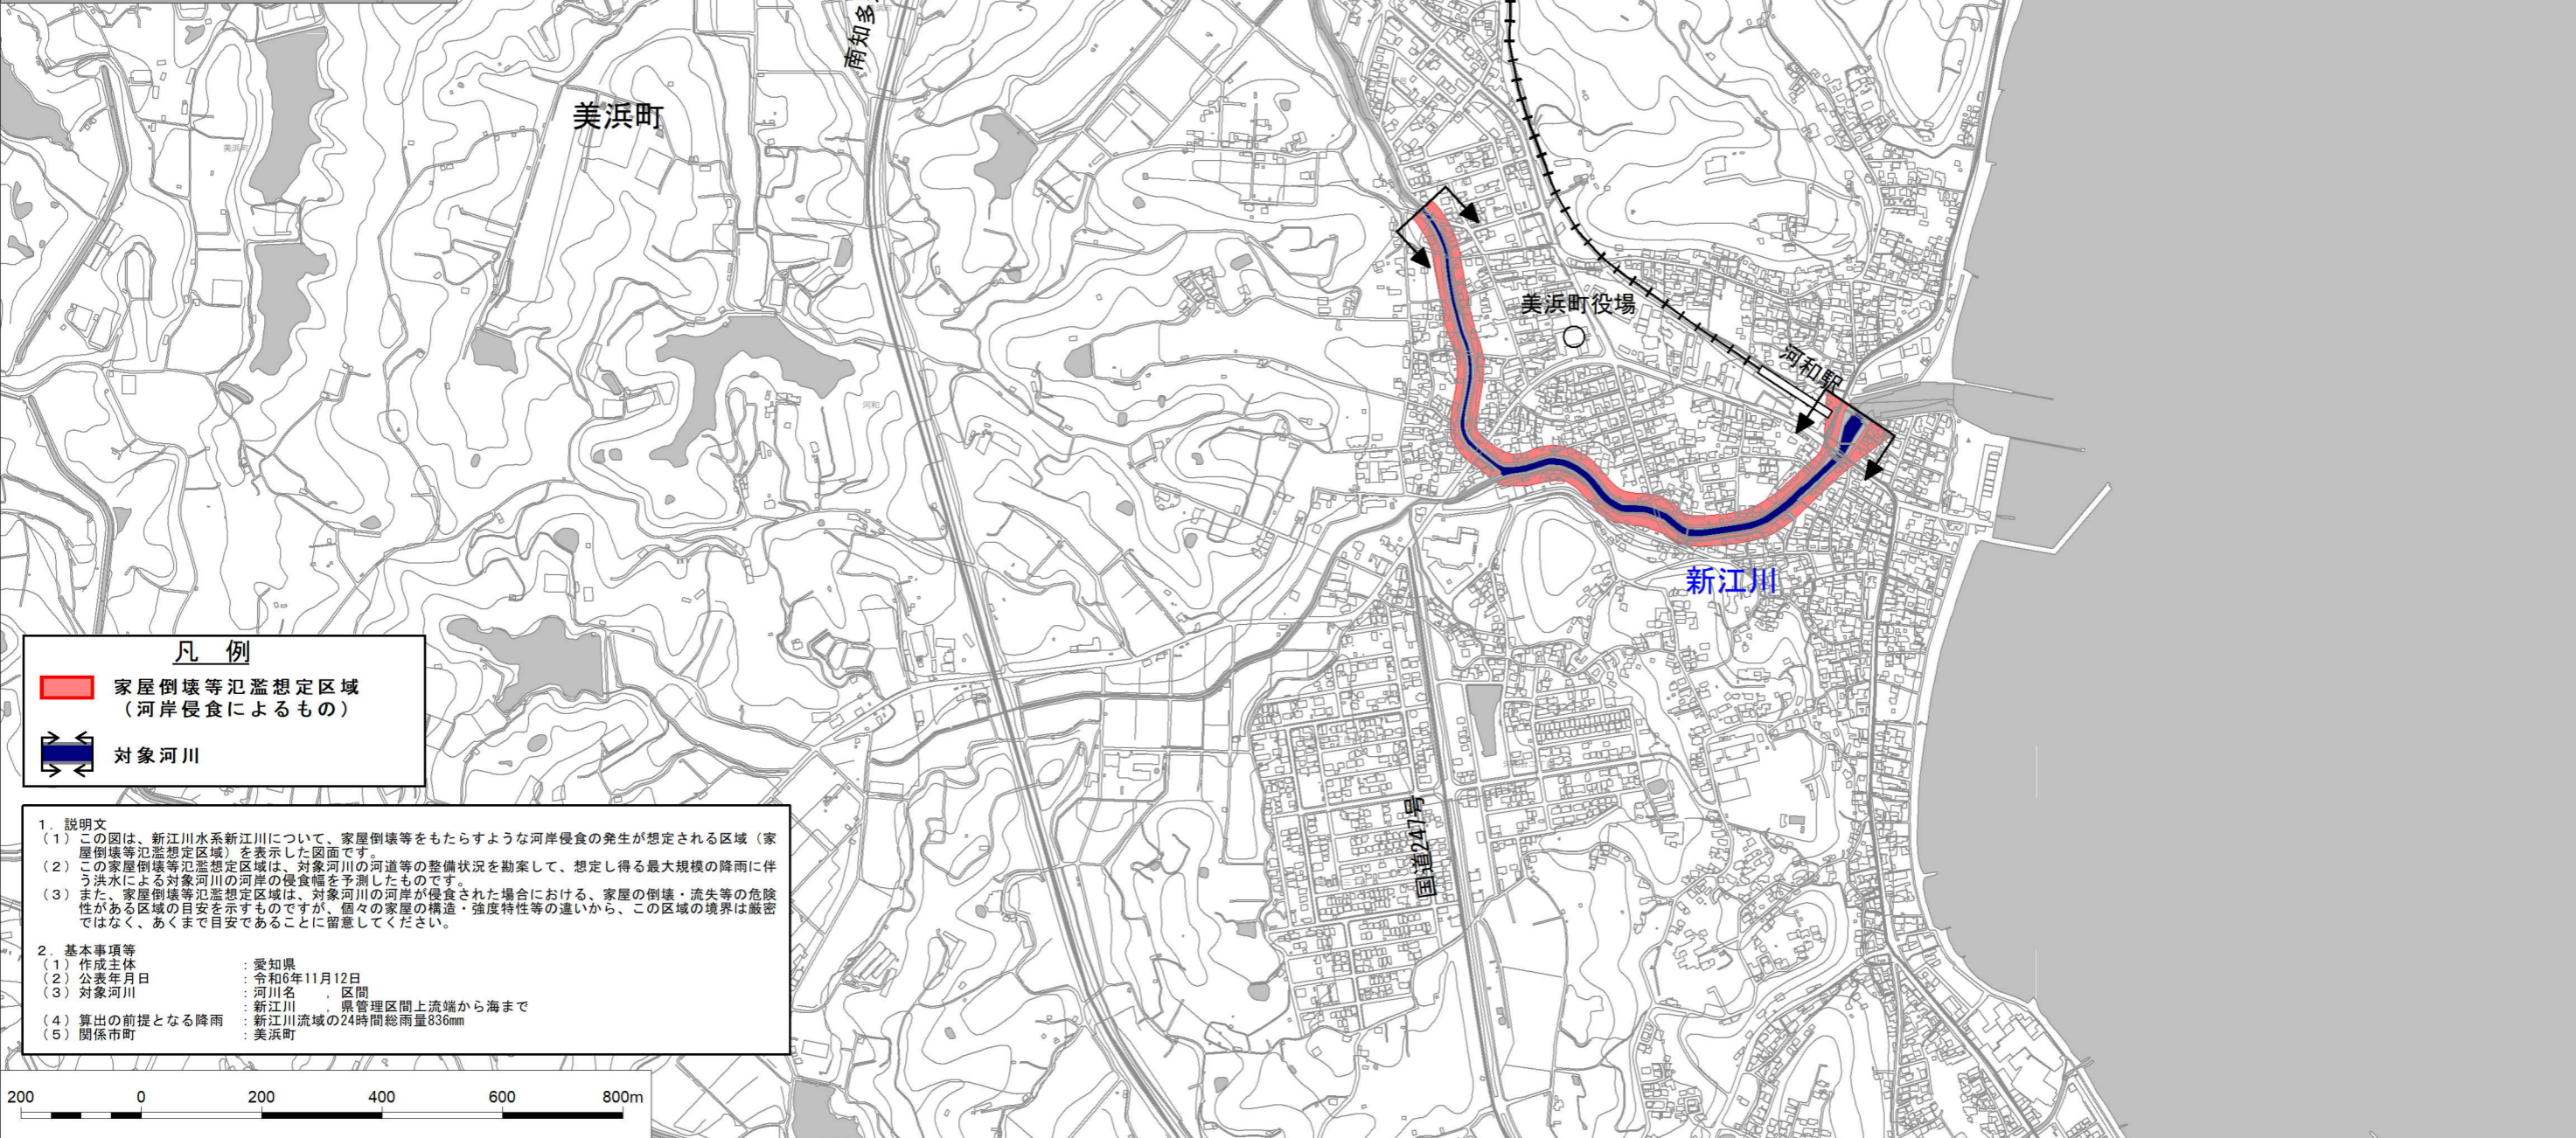 南知多
美浜町
美浜町
美浜町役場
河和駅
河和
新江川
国道247号
凡 例
家屋倒壊等氾濫想定区域
（河岸侵食によるもの）
対象河川
1．説明文
（1）この図は、新江川水系新江川について、家屋倒壊等をもたらすような河岸侵食の発生が想定される区域（家
屋倒壊等氾濫想定区域）を表示した図面です。
（2）この家屋倒壊等氾濫想定区域は、対象河川の河道等の整備状況を勘案して、想定し得る最大規模の降雨に伴
う洪水による対象河川の河岸の侵食幅を予測したものです。
（3）また、家屋倒壊等氾濫想定区域は、対象河川の河岸が侵食された場合における、家屋の倒壊・流失等の危険
性がある区域の目安を示すものですが、個々の家屋の構造・強度特性等の違いから、この区域の境界は厳密
ではなく、あくまで目安であることに留意してください。
2．基本事項等
（1）作成主体 ：愛知県
（2）公表年月日 ：令和6年11月12日
（3）対象河川 ：河川名 ，区間
：新江川 ，県管理区間上流端から海まで
（4）算出の前提となる降雨 ：新江川流域の24時間総雨量836mm
（5）関係市町 ：美浜町
200 0 200 400 600 800m